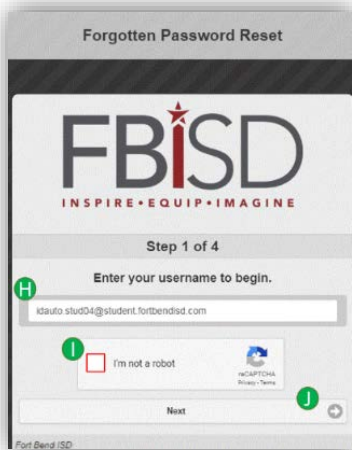 Forgotten Password Reset
FBISD
INSPIRE•EQUIP•IMAGINE
Step 1 of 4
Enter your username to begin.
H
idauto.stud04@student.fortbendisd.com
I
I'm not a robot
reCAPTCHA
Privacy - Terms
J
Next
Fort Bend ISD